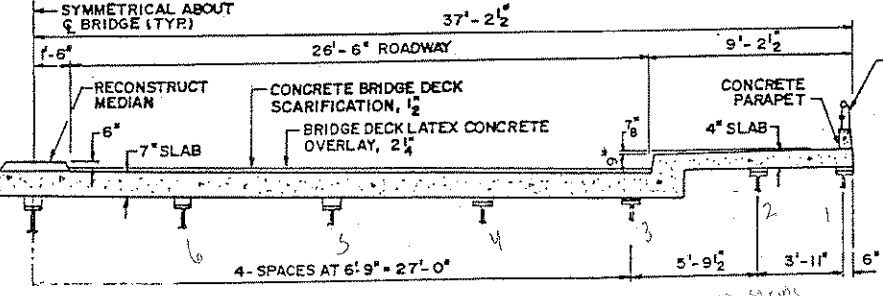 SYMMETRICAL ABOUT
℄ BRIDGE (TYP.)
37'-2½"
1'-6"
26'-6" ROADWAY
9'-2½"
RECONSTRUCT
MEDIAN
CONCRETE BRIDGE DECK
SCARIFICATION, ½"
CONCRETE
PARAPET
6"
7" SLAB
BRIDGE DECK LATEX CONCRETE
OVERLAY, 2¼"
9"
⅞"
4" SLAB
6
5
4
3
2
1
4-SPACES AT 6'-9" = 27'-0"
5'-9½"
3'-11"
6"